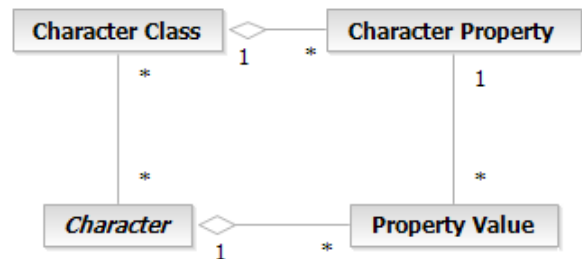 Character Class
Character Property
1
*
*
1
*
*
Character
Property Value
1
*